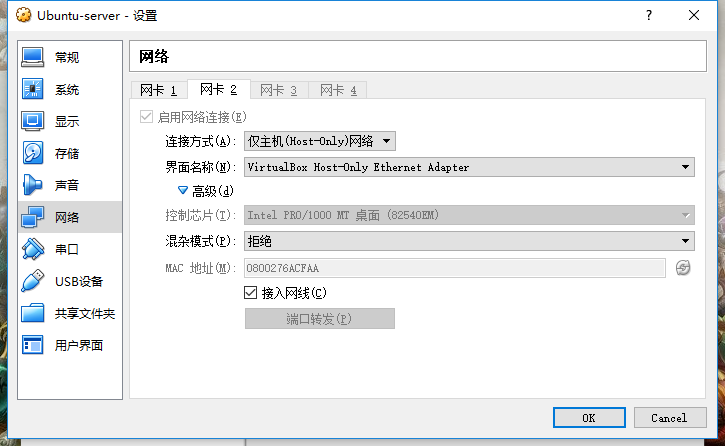 Ubuntu-server - 设置
常规
系统
显示
存储
声音
网络
串口
USB设备
共享文件夹
用户界面
网络
网卡 1 网卡 2 网卡 3 网卡 4
启用网络连接(E)
连接方式(A): 仅主机(Host-Only)网络
界面名称(N): VirtualBox Host-Only Ethernet Adapter
高级(d)
控制芯片(T): Intel PRO/1000 MT 桌面 (82540EM)
混杂模式(P): 拒绝
MAC 地址(M): 0800276ACFAA
接入网线(C)
端口转发(P)
OK Cancel